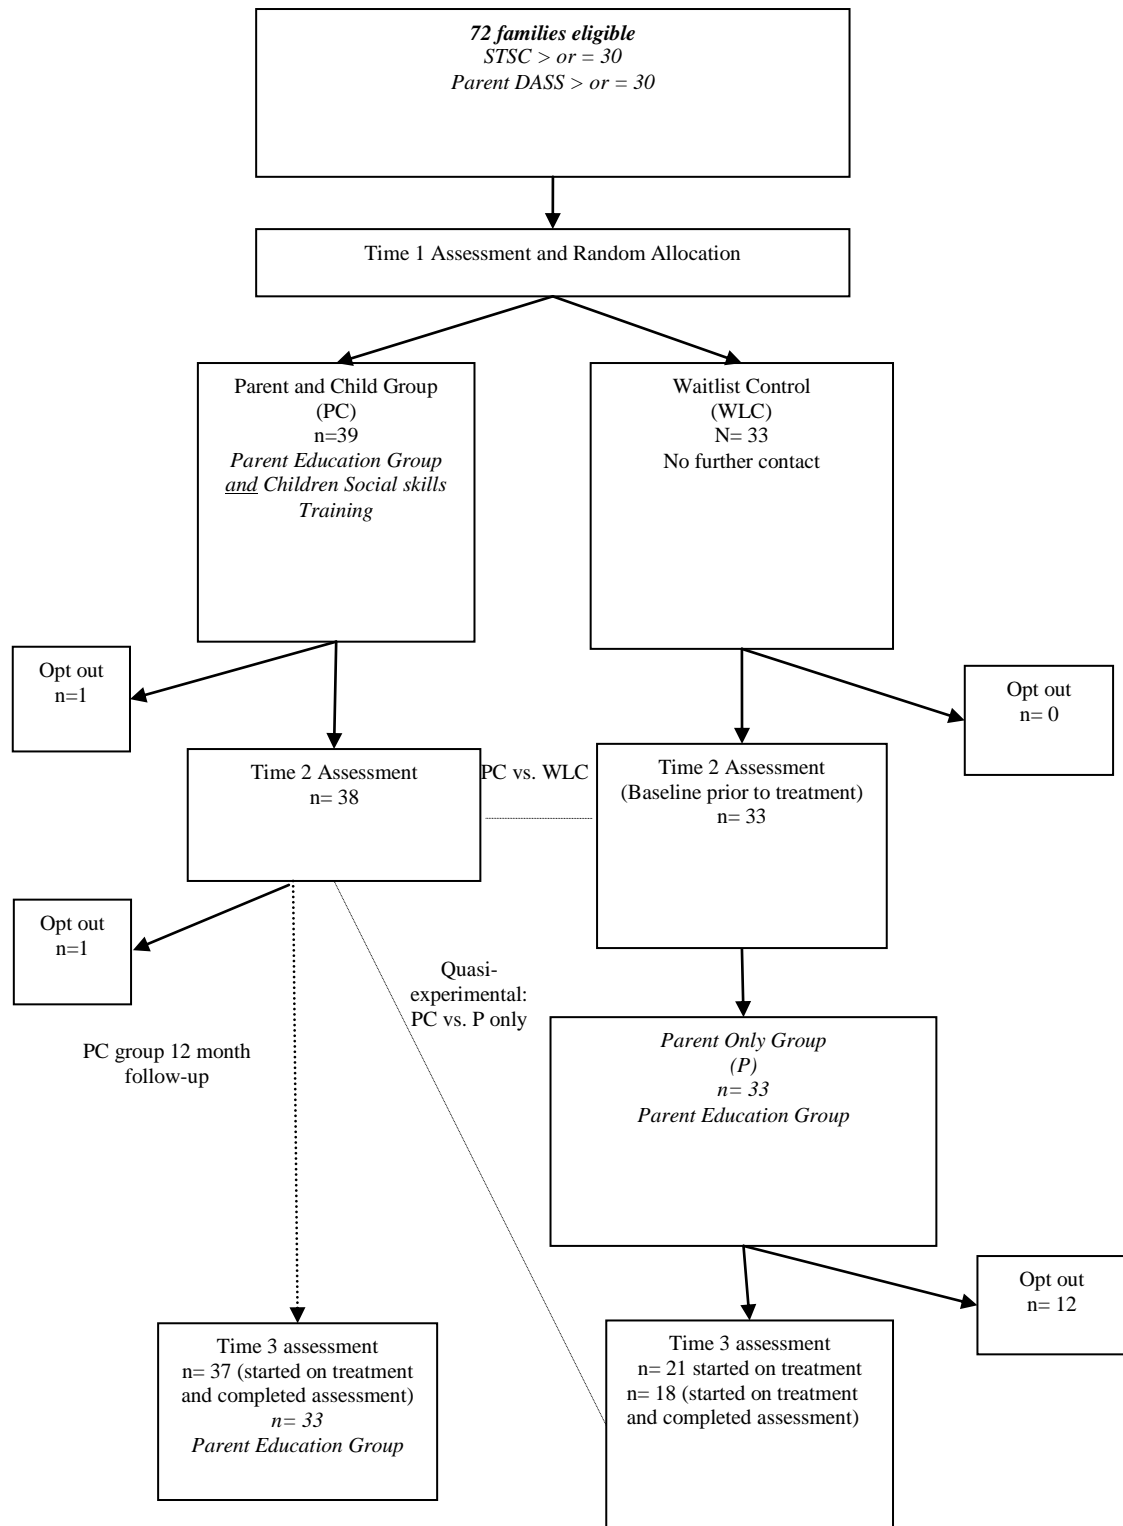 72 families eligible
STSC > or = 30
Parent DASS > or = 30
Time 1 Assessment and Random Allocation
Parent and Child Group
(PC)
n=39
Parent Education Group
and Children Social skills
Training
Waitlist Control
(WLC)
N= 33
No further contact
Opt out
n=1
Opt out
n= 0
Time 2 Assessment
n= 38
PC vs. WLC
Time 2 Assessment
(Baseline prior to treatment)
n= 33
Opt out
n=1
Quasi-
experimental:
PC vs. P only
PC group 12 month
follow-up
Parent Only Group
(P)
n= 33
Parent Education Group
Opt out
n= 12
Time 3 assessment
n= 37 (started on treatment
and completed assessment)
n= 33
Parent Education Group
Time 3 assessment
n= 21 started on treatment
n= 18 (started on treatment
and completed assessment)